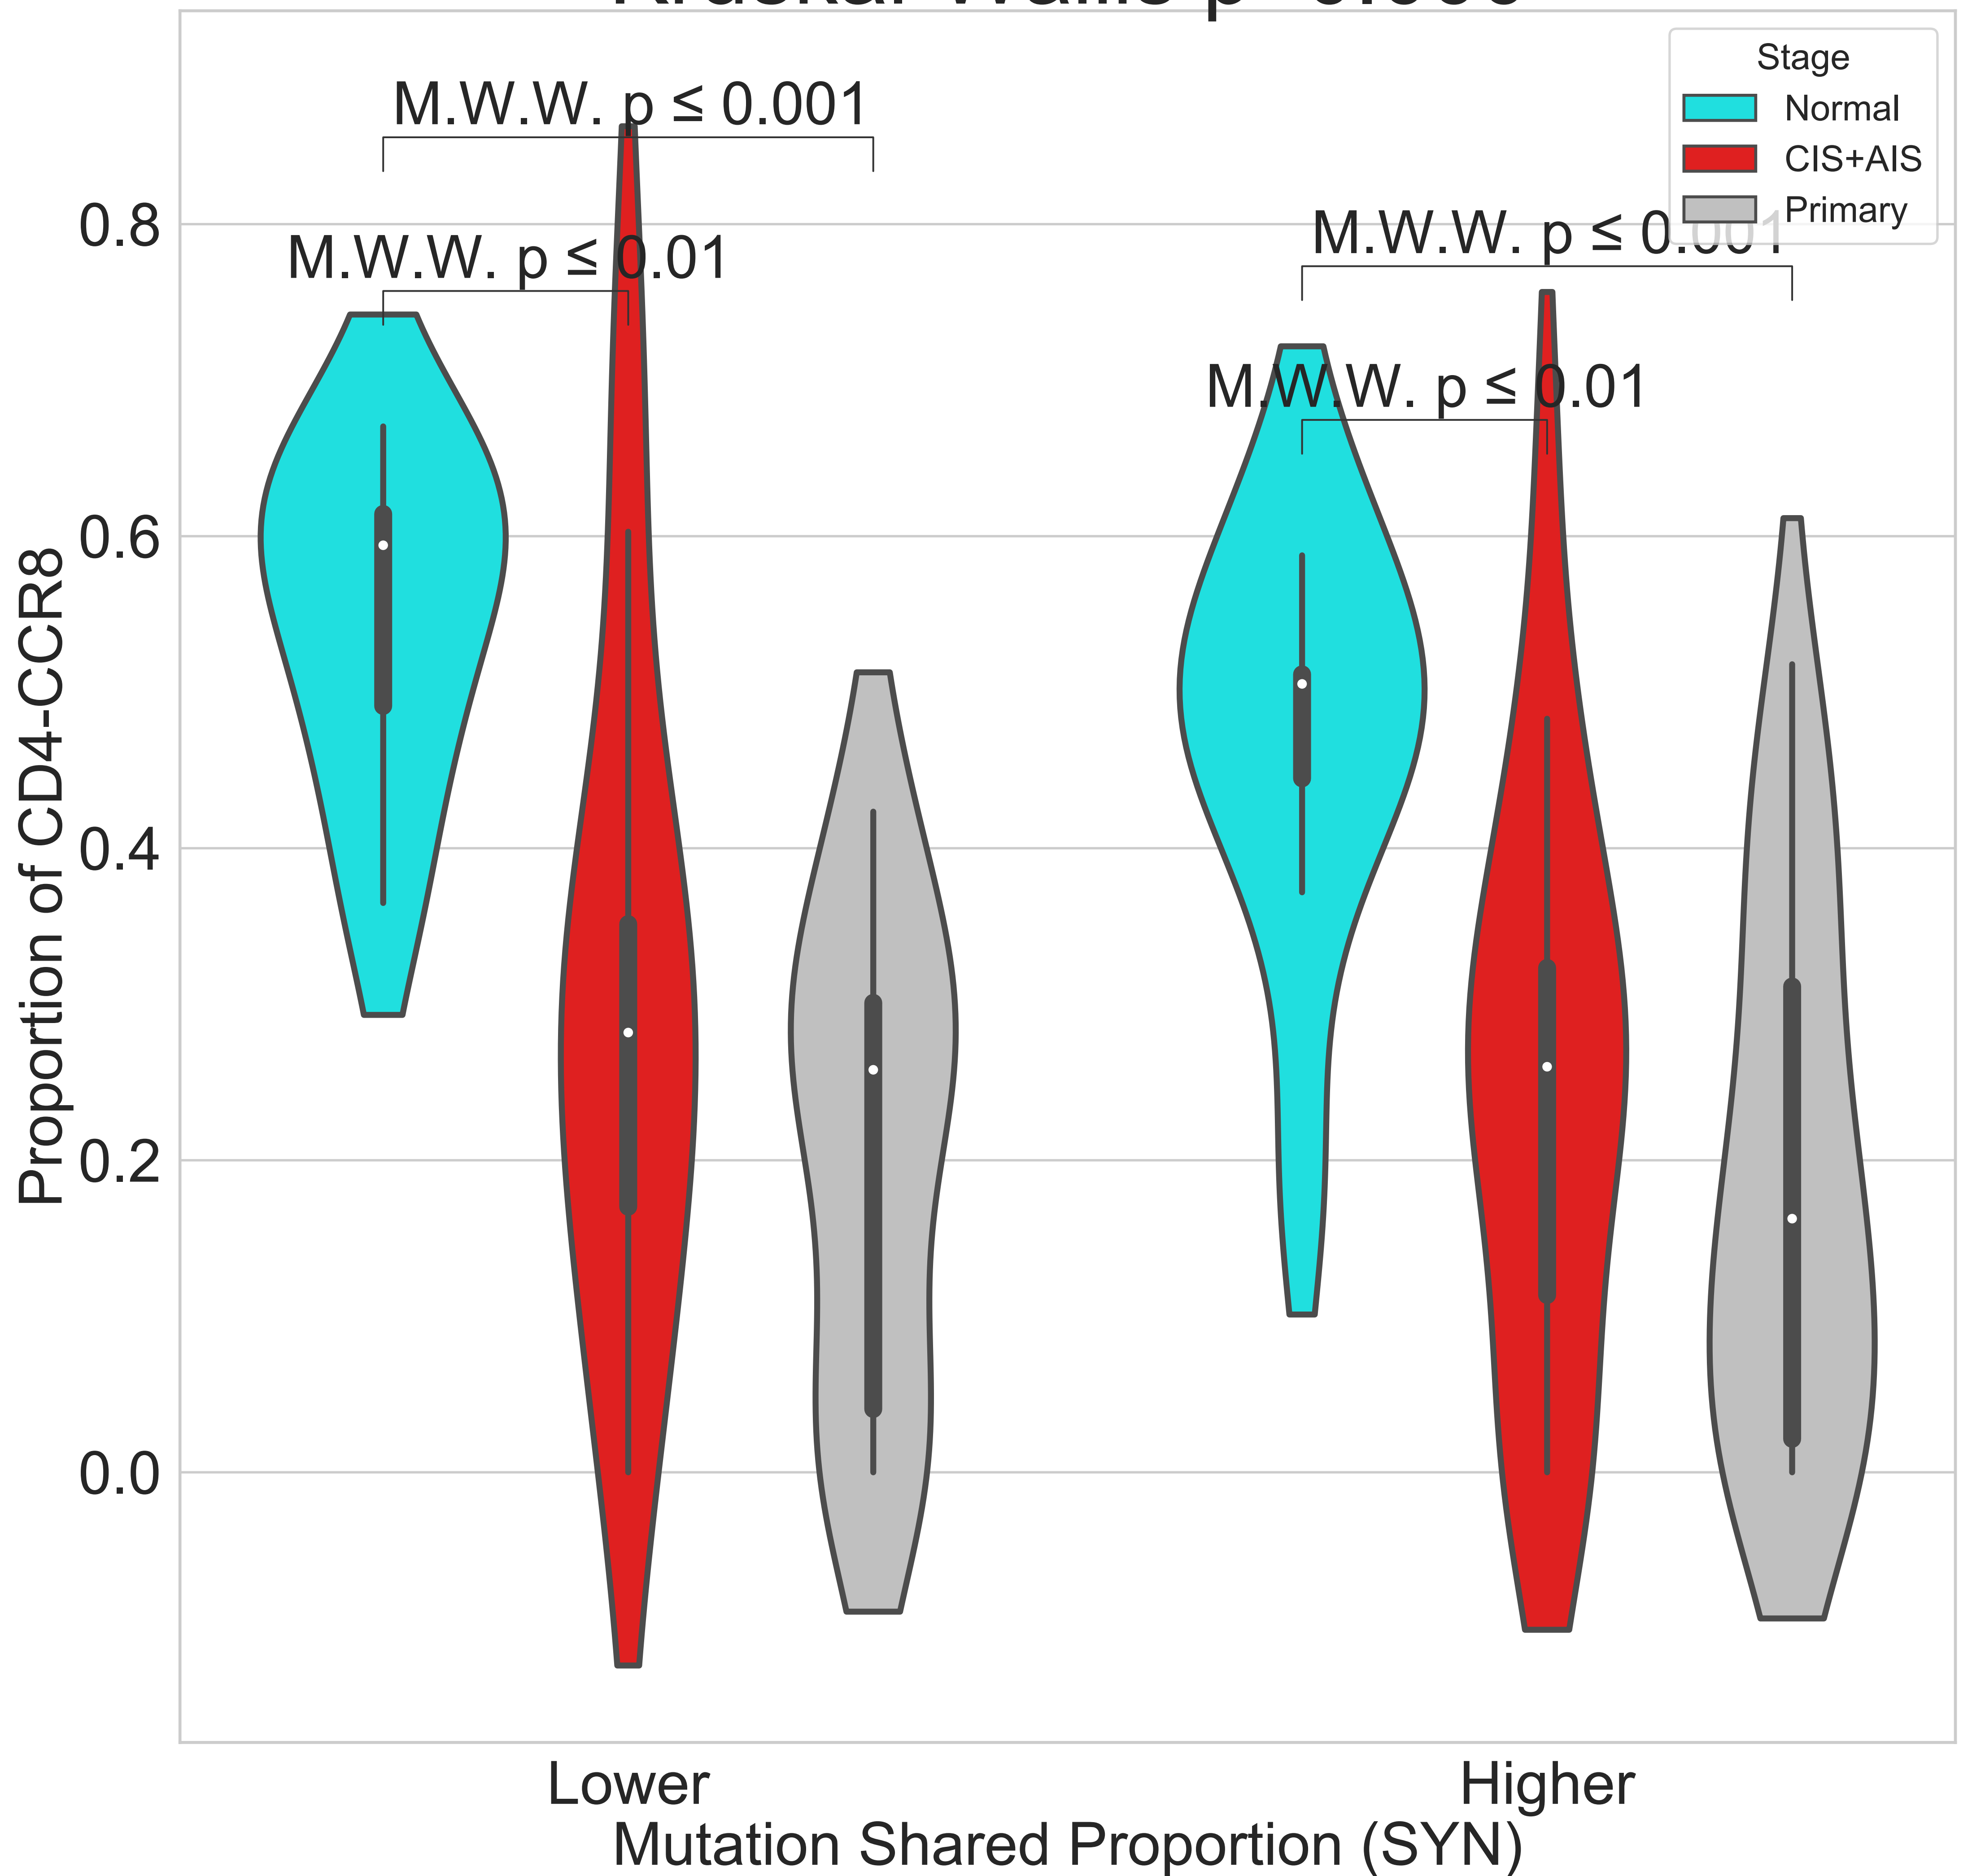 M.W.W. p ≤ 0.001
Stage
Normal
CIS+AIS
Primary
M.W.W. p ≤ 0.001
M.W.W. p ≤ 0.01
M.W.W. p ≤ 0.01
0.8
0.6
0.4
0.2
0.0
Proportion of CD4-CCR8
Lower
Higher
Mutation Shared Proportion (SYN)